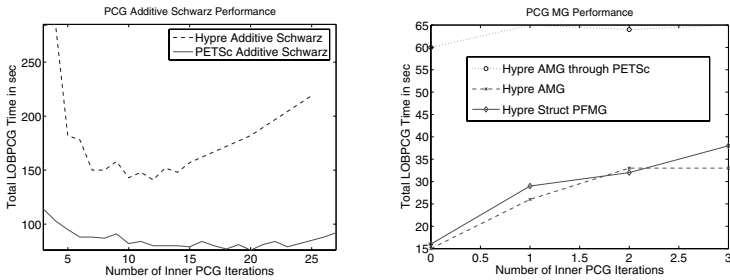 PCG Additive Schwarz Performance
Hypre Additive Schwarz
PETSc Additive Schwarz
Total LOBPCG Time in sec
250
200
150
100
5
10
15
20
25
Number of Inner PCG Iterations
PCG MG Performance
Hypre AMG through PETSc
Hypre AMG
Hypre Struct PFMG
Total LOBPCG Time in sec
65
60
55
50
45
40
35
30
25
20
15
0
0.5
1
1.5
2
2.5
3
Number of Inner PCG Iterations